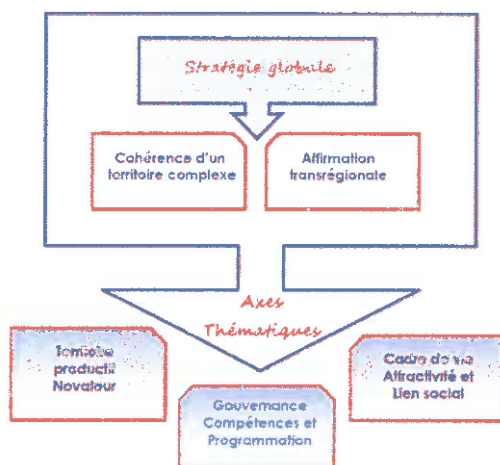 Stratégie globale
Cohérence d'un
territoire complexe
Affirmation
transrégionale
Axes
Thématiques
Territoire
productif
Novateur
Gouvernance
Compétences et
Programmation
Cadre de vie
Attractivité et
Lien social